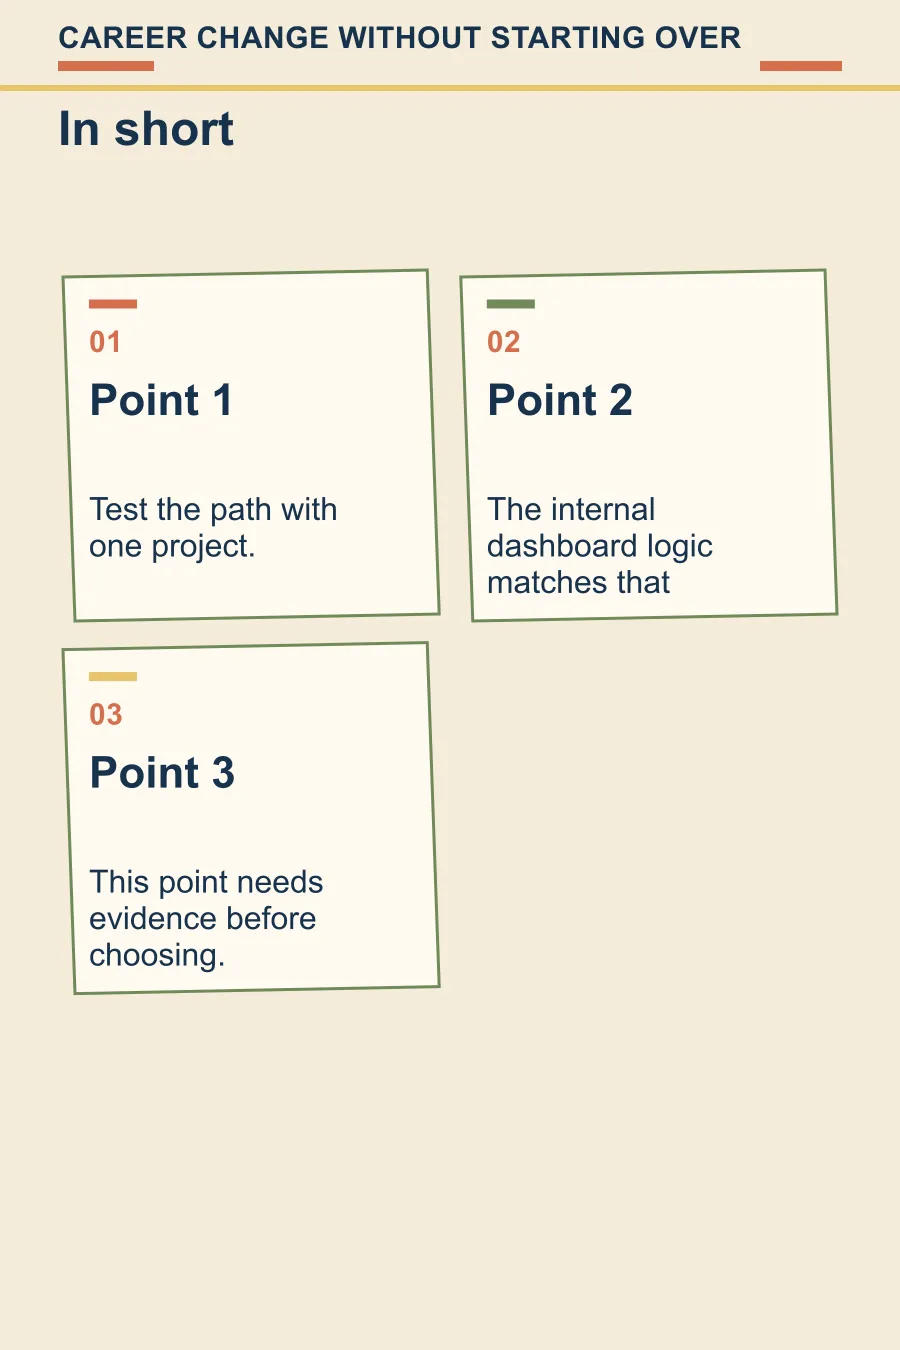 CAREER CHANGE WITHOUT STARTING OVER
In short
01
Point 1
Test the path with
one project.
02
Point 2
The internal
dashboard logic
matches that
03
Point 3
This point needs
evidence before
choosing.